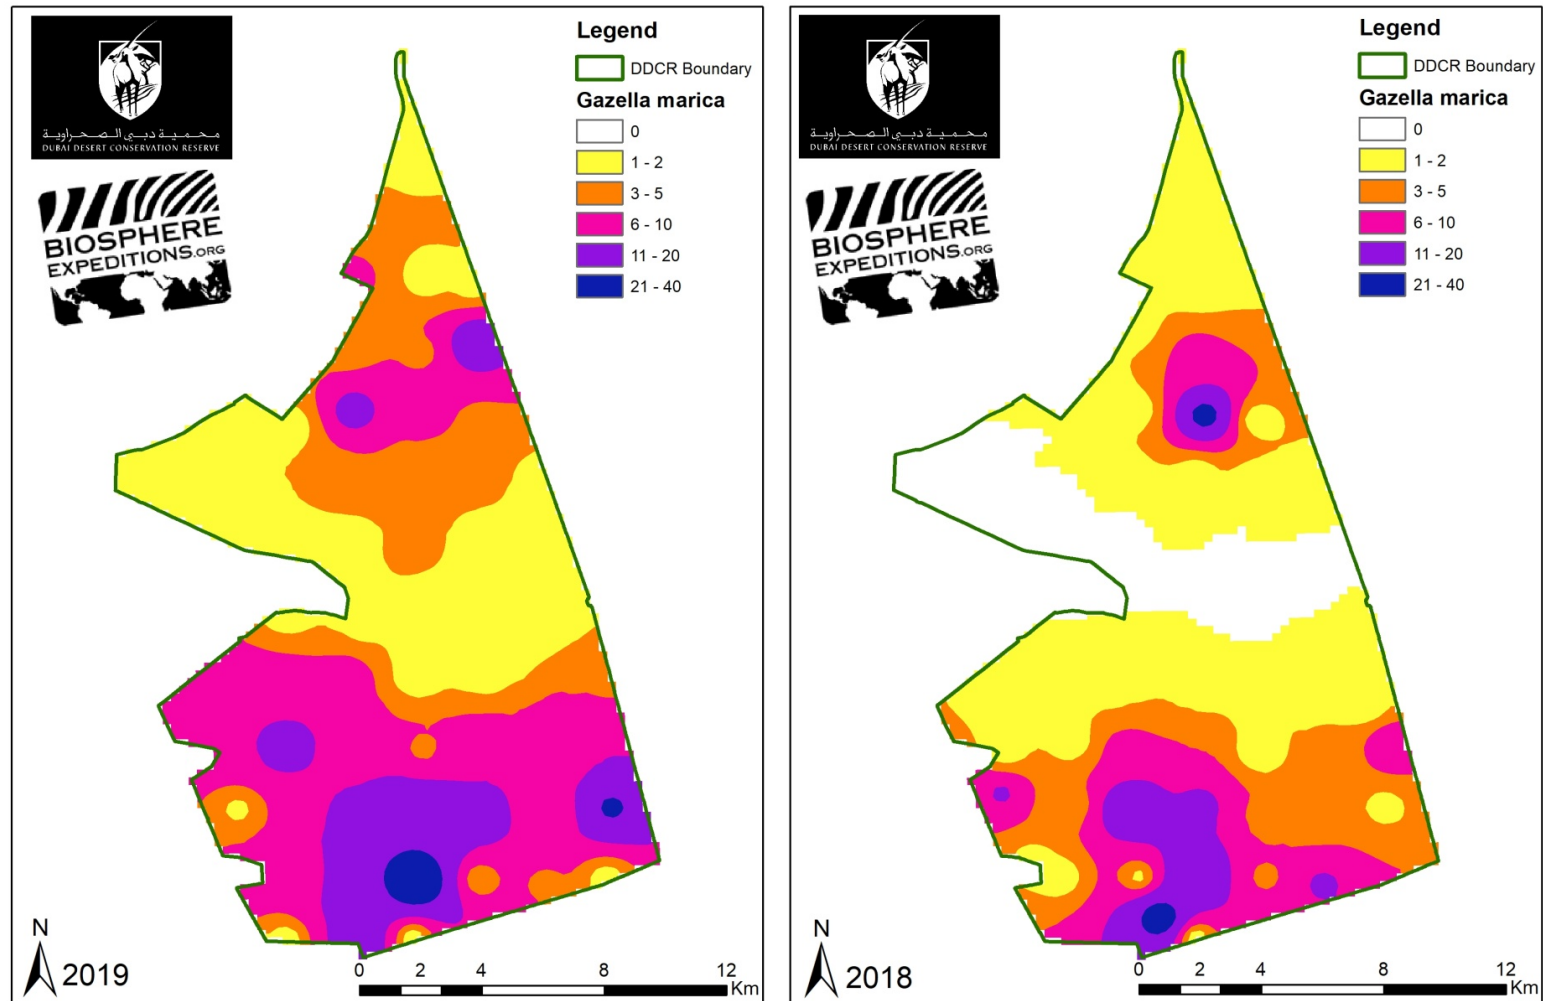 محمية دبي الصحراوية
DUBAI DESERT CONSERVATION RESERVE
BIOSPHERE
EXPEDITIONS.ORG
Legend
DDCR Boundary
Gazella marica
0
1 - 2
3 - 5
6 - 10
11 - 20
21 - 40
N
2019
0 2 4 8 12
Km
محمية دبي الصحراوية
DUBAI DESERT CONSERVATION RESERVE
BIOSPHERE
EXPEDITIONS.ORG
Legend
DDCR Boundary
Gazella marica
0
1 - 2
3 - 5
6 - 10
11 - 20
21 - 40
N
2018
0 2 4 8 12
Km